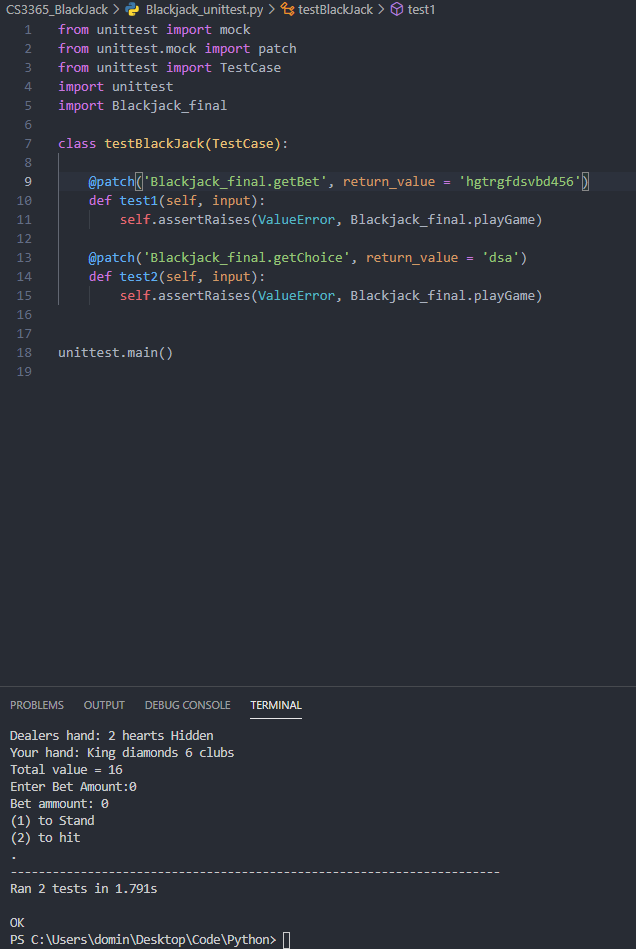 CS3365_BlackJack > Blackjack_unittest.py > testBlackJack > test1
1 from unittest import mock
2 from unittest.mock import patch
3 from unittest import TestCase
4 import unittest
5 import Blackjack_final
6
7 class testBlackJack(TestCase):
8
9 @patch('Blackjack_final.getBet', return_value = 'hgtrgfdsvbd456')
10 def test1(self, input):
11 self.assertRaises(ValueError, Blackjack_final.playGame)
12
13 @patch('Blackjack_final.getChoice', return_value = 'dsa')
14 def test2(self, input):
15 self.assertRaises(ValueError, Blackjack_final.playGame)
16
17
18 unittest.main()
19
PROBLEMS OUTPUT DEBUG CONSOLE TERMINAL
Dealers hand: 2 hearts Hidden
Your hand: King diamonds 6 clubs
Total value = 16
Enter Bet Amount:0
Bet ammount: 0
(1) to Stand
(2) to hit
.
----------------------------------------------------------------------
Ran 2 tests in 1.791s
OK
PS C:\Users\domin\Desktop\Code\Python>